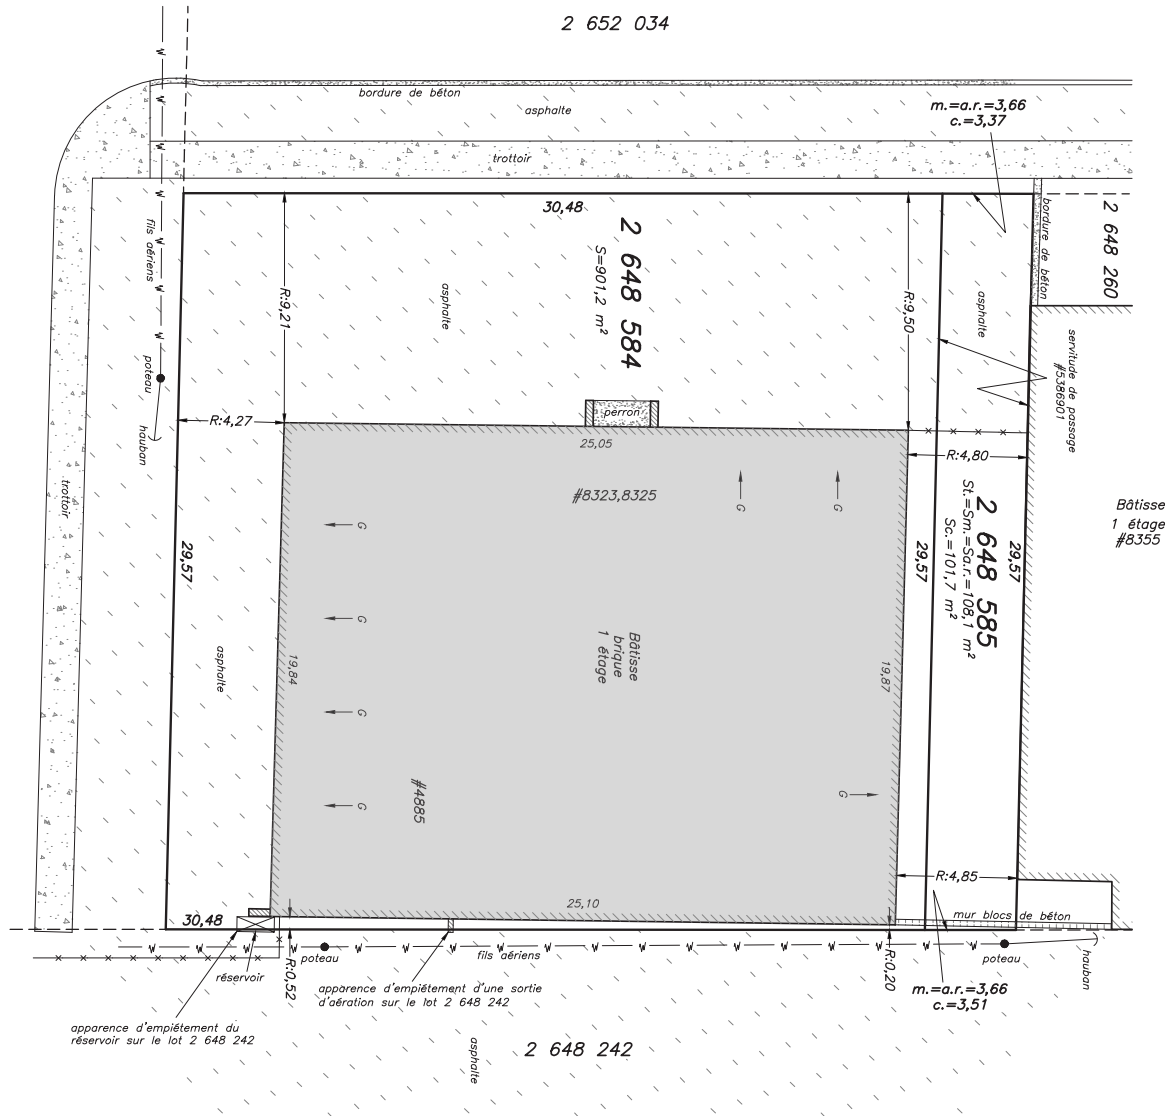 2 652 034
bordure de béton
asphalte
m.=a.r.=3,66
c.=3,37
trottoir
30,48
fils aériens
R:9,21
asphalte
2 648 584
S=901,2 m²
R:9,50
asphalte
bordure de béton
2 648 260
servitude de passage
#5386901
poteau
hauban
R:4,27
perron
25,05
R:4,80
#8323,8325
G
G
G
trottoir
29,57
Bâtisse
1 étage
#8355
2 648 585
St.=Sm.=Sa.r.=108,1 m²
Sc.=101,7 m²
29,57
29,57
G
asphalte
19,84
Bâtisse
brique
1 étage
19,87
G
#4885
G
G
R:4,85
30,48
25,10
mur blocs de béton
réservoir
poteau
R:0,52
fils aériens
R:0,20
poteau
hauban
apparence d'empiétement d'une sortie
d'aération sur le lot 2 648 242
m.=a.r.=3,66
c.=3,51
apparence d'empiétement du
réservoir sur le lot 2 648 242
asphalte
2 648 242